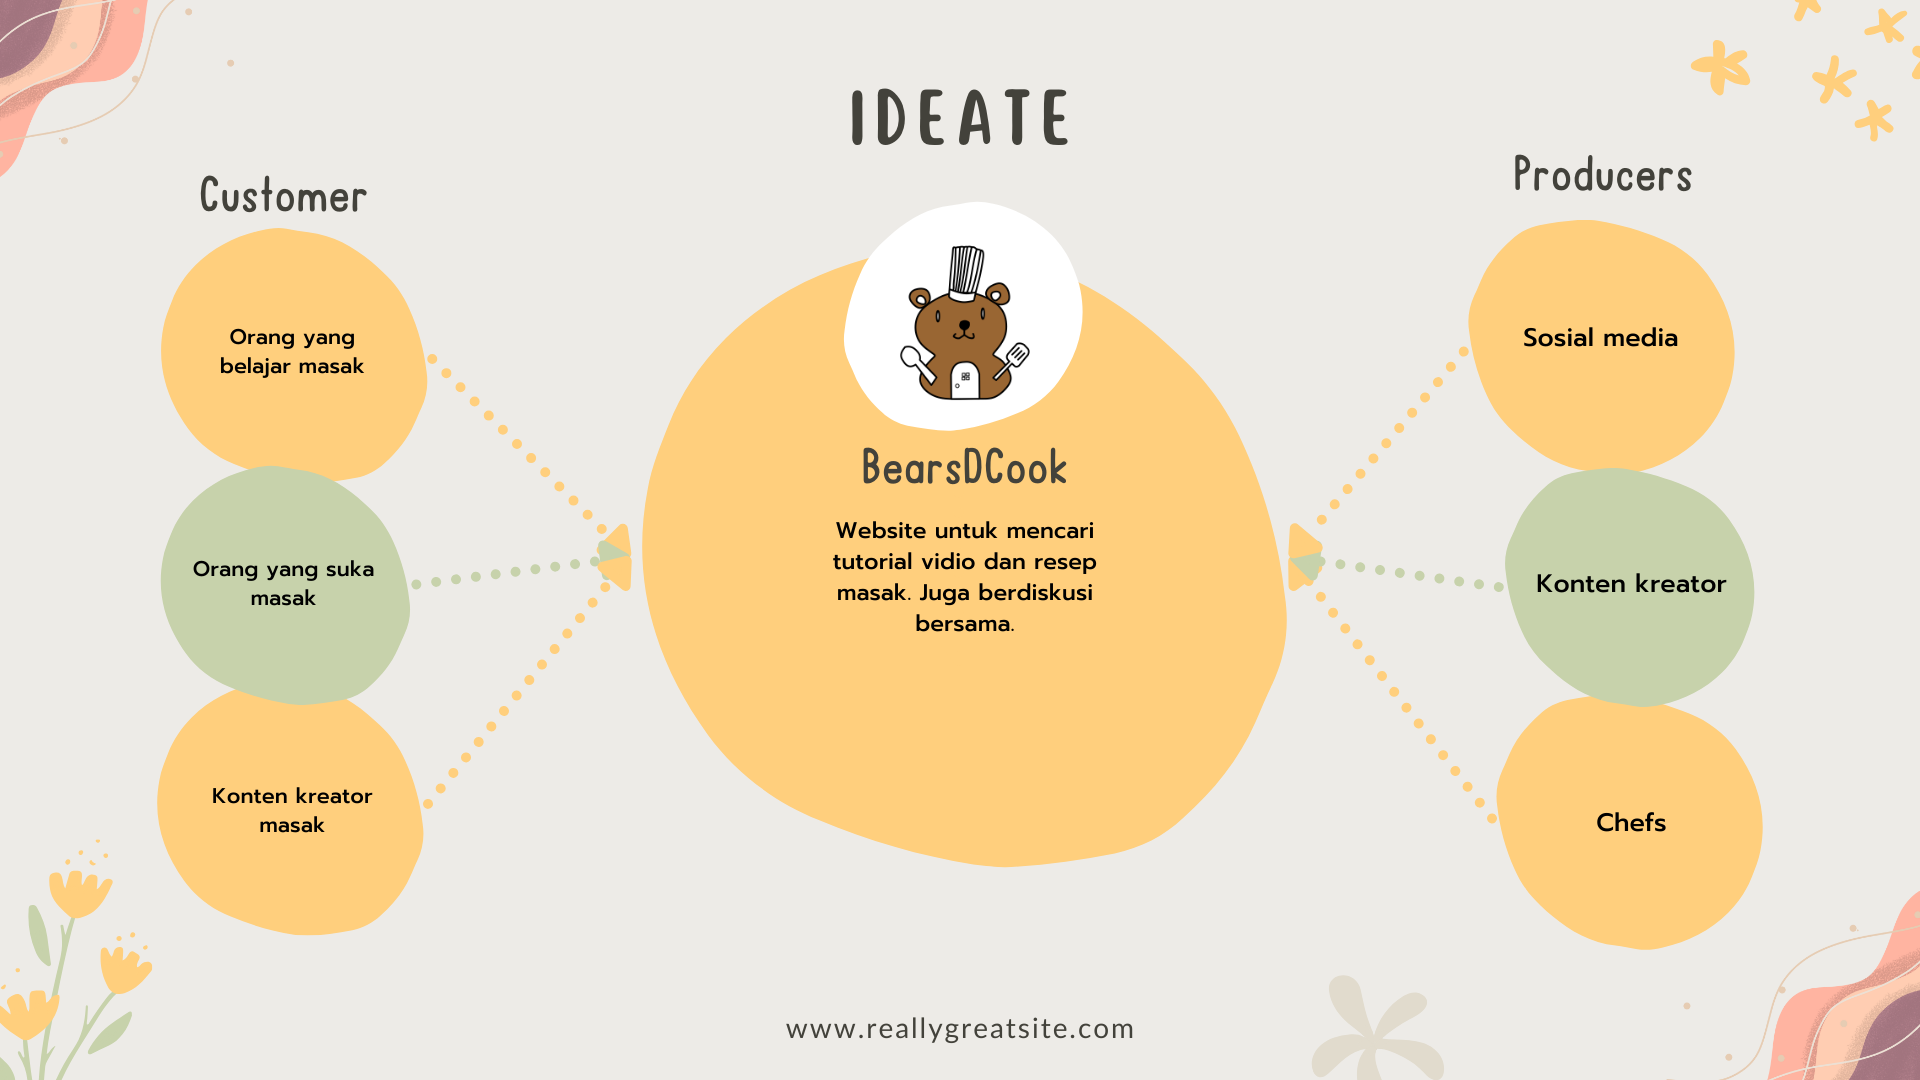 IDEATE
Customer
Orang yang
belajar masak
Orang yang suka
masak
Konten kreator
masak
BearsDCook
Website untuk mencari
tutorial vidio dan resep
masak. Juga berdiskusi
bersama.
Producers
Sosial media
Konten kreator
Chefs
www.reallygreatsite.com